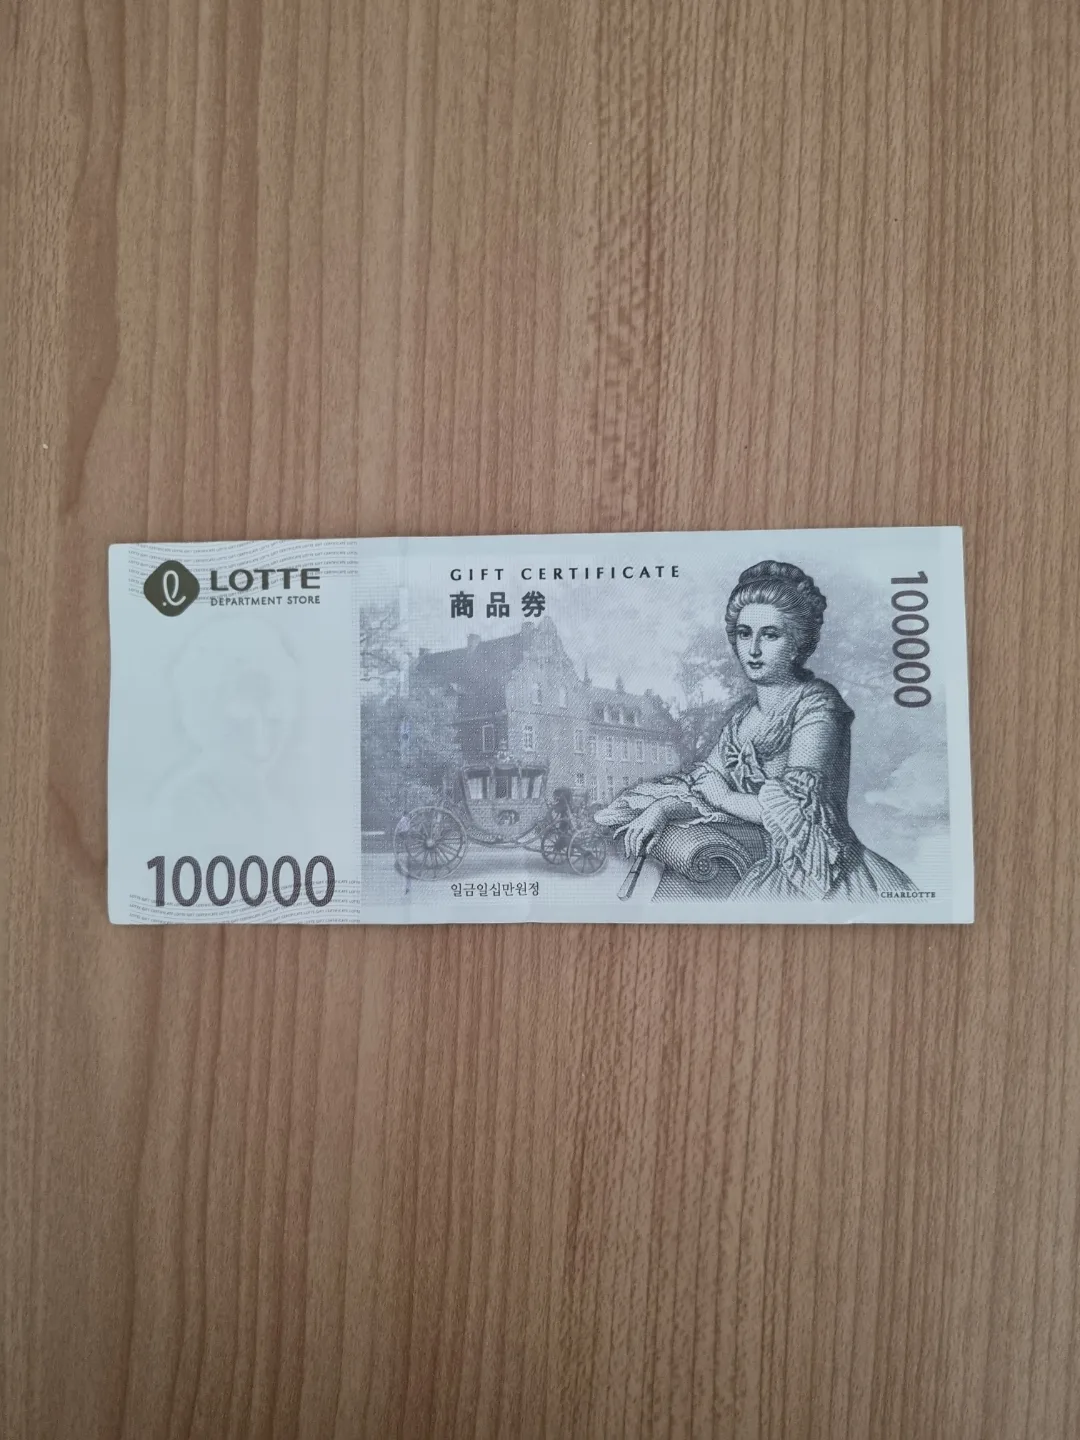 LOTTE
DEPARTMENT STORE
GIFT CERTIFICATE
商品券
100000
100000
일금일십만원정
CHARLOTTE